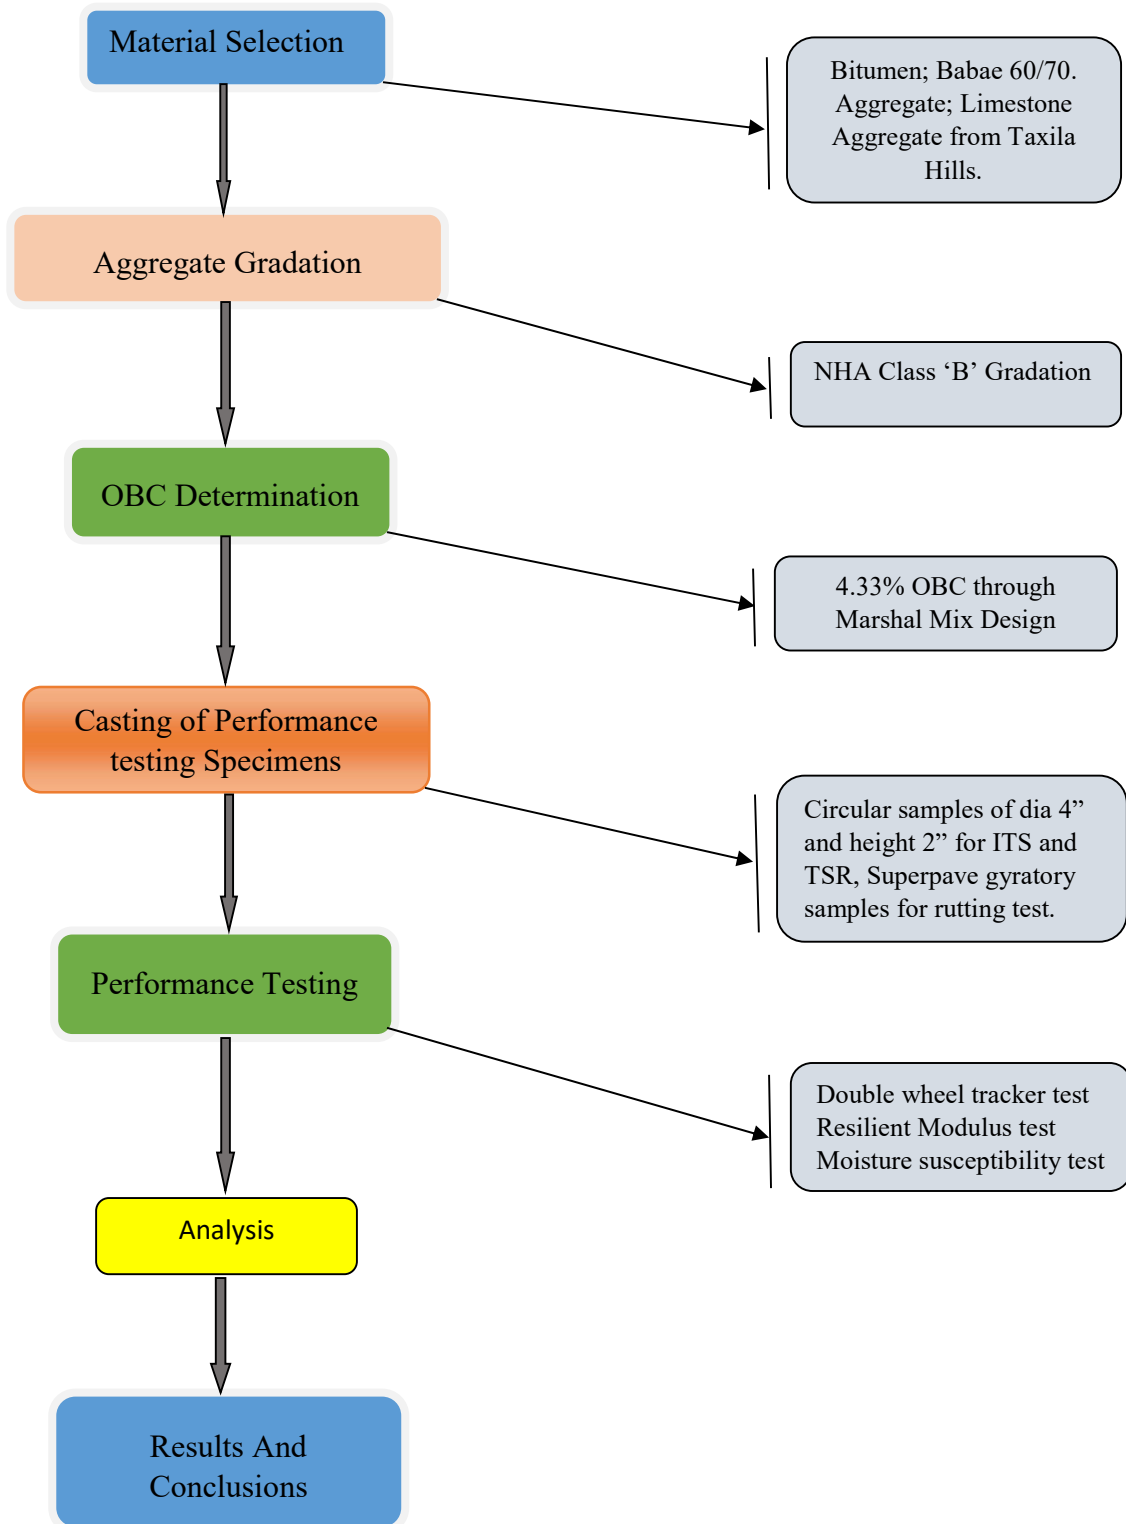 Material Selection
Bitumen; Babae 60/70.
Aggregate; Limestone
Aggregate from Taxila
Hills.
Aggregate Gradation
NHA Class ‘B’ Gradation
OBC Determination
4.33% OBC through
Marshal Mix Design
Casting of Performance
testing Specimens
Circular samples of dia 4”
and height 2” for ITS and
TSR, Superpave gyratory
samples for rutting test.
Performance Testing
Double wheel tracker test
Resilient Modulus test
Moisture susceptibility test
Analysis
Results And
Conclusions